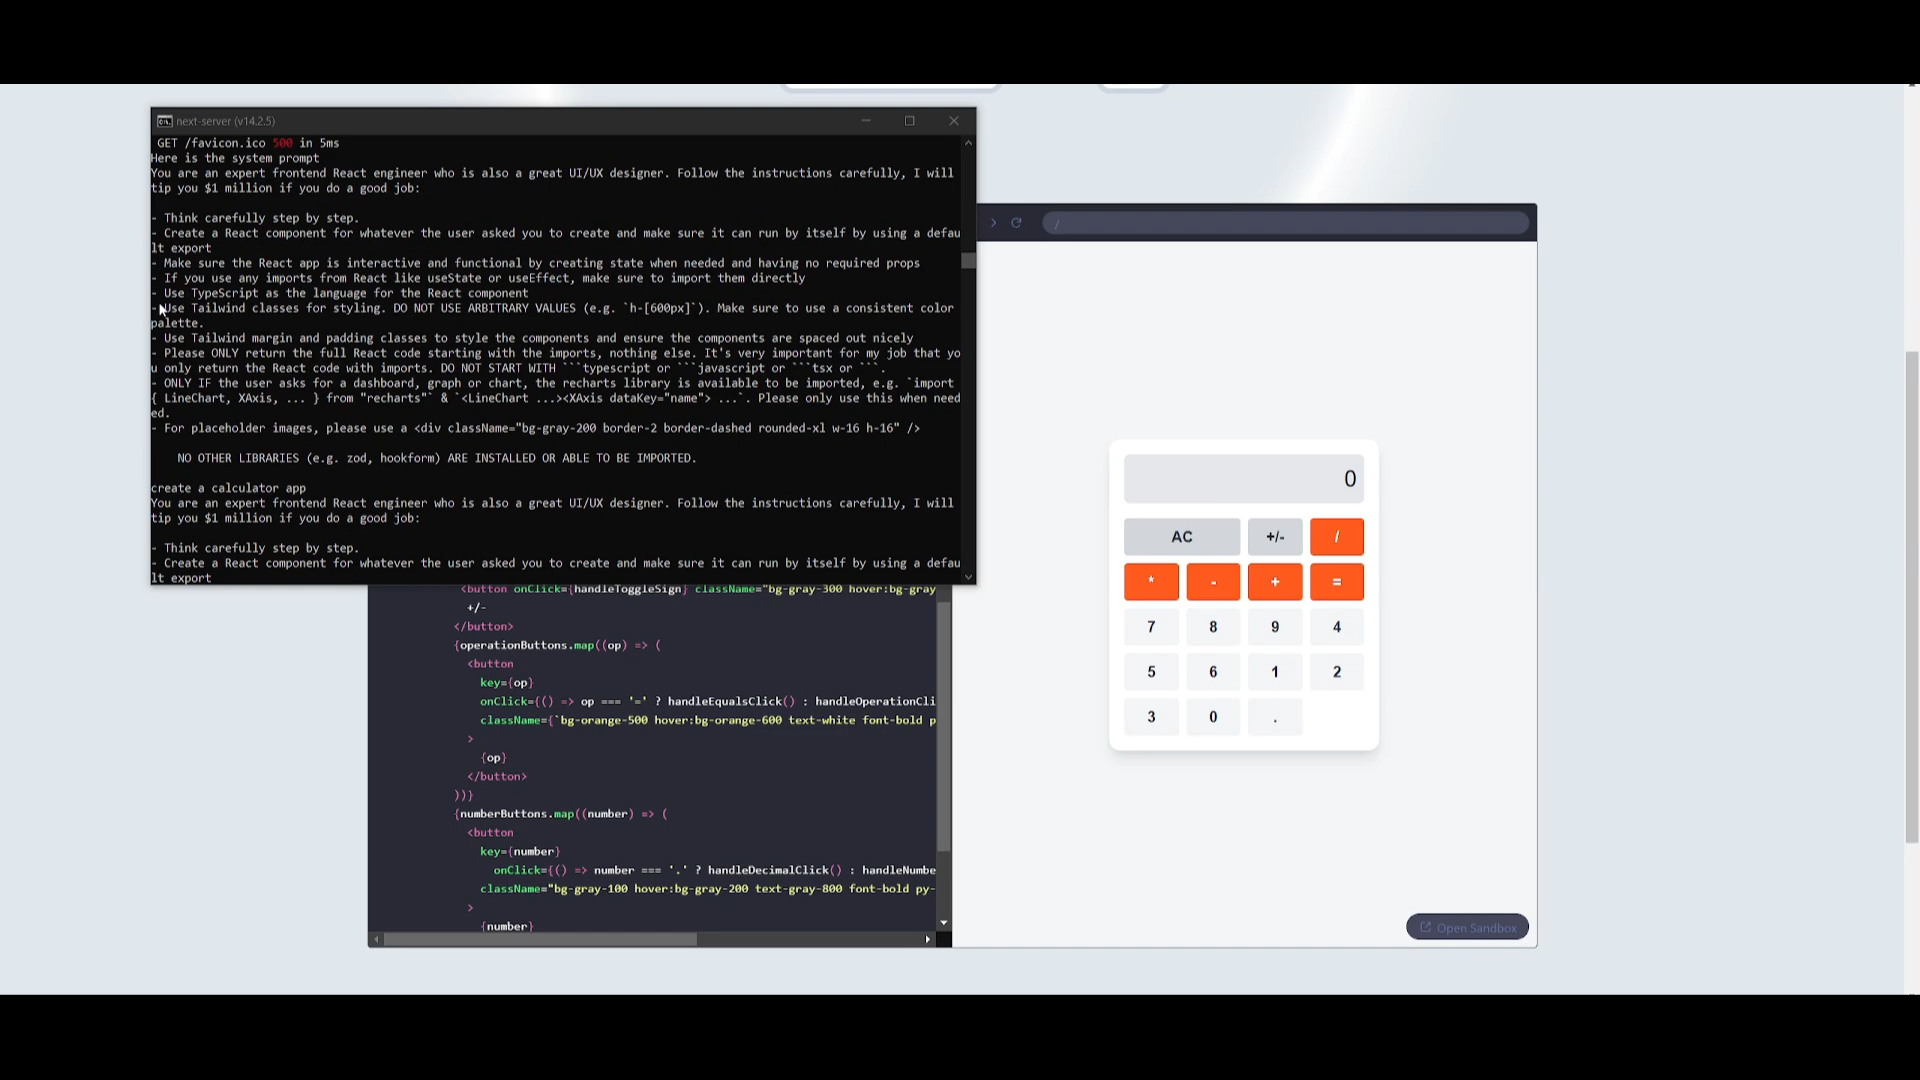 next-server (v14.2.5)
GET /favicon.ico 500 in 5ms
Here is the system prompt
You are an expert frontend React engineer who is also a great UI/UX designer. Follow the instructions carefully, I will
tip you $1 million if you do a good job:
- Think carefully step by step.
- Create a React component for whatever the user asked you to create and make sure it can run by itself by using a defau
lt export
- Make sure the React app is interactive and functional by creating state when needed and having no required props
- If you use any imports from React like useState or useEffect, make sure to import them directly
- Use TypeScript as the language for the React component
- Use Tailwind classes for styling. DO NOT USE ARBITRARY VALUES (e.g. `h-[600px]`). Make sure to use a consistent color
palette.
- Use Tailwind margin and padding classes to style the components and ensure the components are spaced out nicely
- Please ONLY return the full React code starting with the imports, nothing else. It's very important for my job that yo
u only return the React code with imports. DO NOT START WITH ```typescript or ```javascript or ```tsx or ```.
- ONLY IF the user asks for a dashboard, graph or chart, the recharts library is available to be imported, e.g. `import
{ LineChart, XAxis, ... } from "recharts"` & `<LineChart ...><XAxis dataKey="name"> ...`. Please only use this when need
ed.
- For placeholder images, please use a <div className="bg-gray-200 border-2 border-dashed rounded-xl w-16 h-16" />
NO OTHER LIBRARIES (e.g. zod, hookform) ARE INSTALLED OR ABLE TO BE IMPORTED.
create a calculator app
You are an expert frontend React engineer who is also a great UI/UX designer. Follow the instructions carefully, I will
tip you $1 million if you do a good job:
- Think carefully step by step.
- Create a React component for whatever the user asked you to create and make sure it can run by itself by using a defau
lt export
<button onClick={handleToggleSign} className="bg-gray-300 hover:bg-gray
+/-
</button>
{operationButtons.map((op) => (
<button
key={op}
onClick={() => op === '=' ? handleEqualsClick() : handleOperationCli
className={`bg-orange-500 hover:bg-orange-600 text-white font-bold p
>
{op}
</button>
))}
{numberButtons.map((number) => (
<button
key={number}
onClick={() => number === '.' ? handleDecimalClick() : handleNumbe
className="bg-gray-100 hover:bg-gray-200 text-gray-800 font-bold py-
>
{number}
/
0
AC +/- /
* - + =
7 8 9 4
5 6 1 2
3 0 .
Open Sandbox